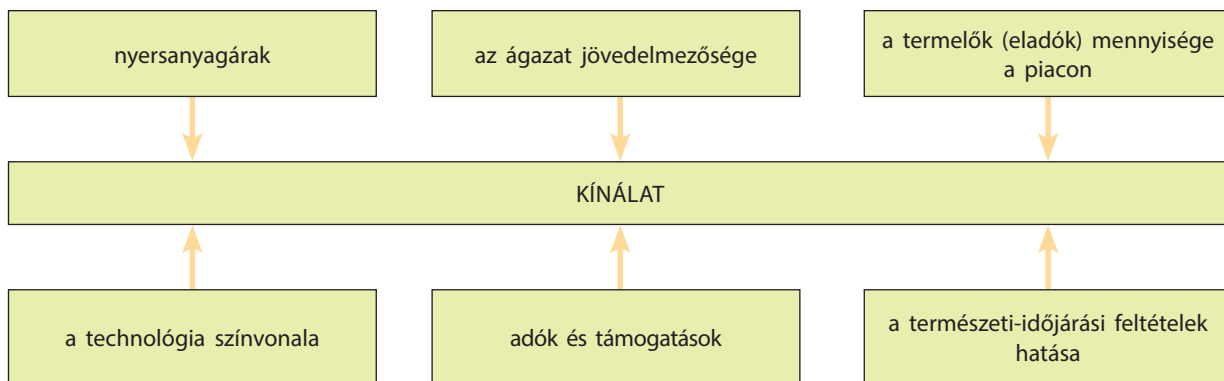 nyersanyagárak
az ágazat jövedelmezősége
a termelők (eladók) mennyisége
a piacon
KÍNÁLAT
a technológia színvonala
adók és támogatások
a természeti-időjárási feltételek
hatása